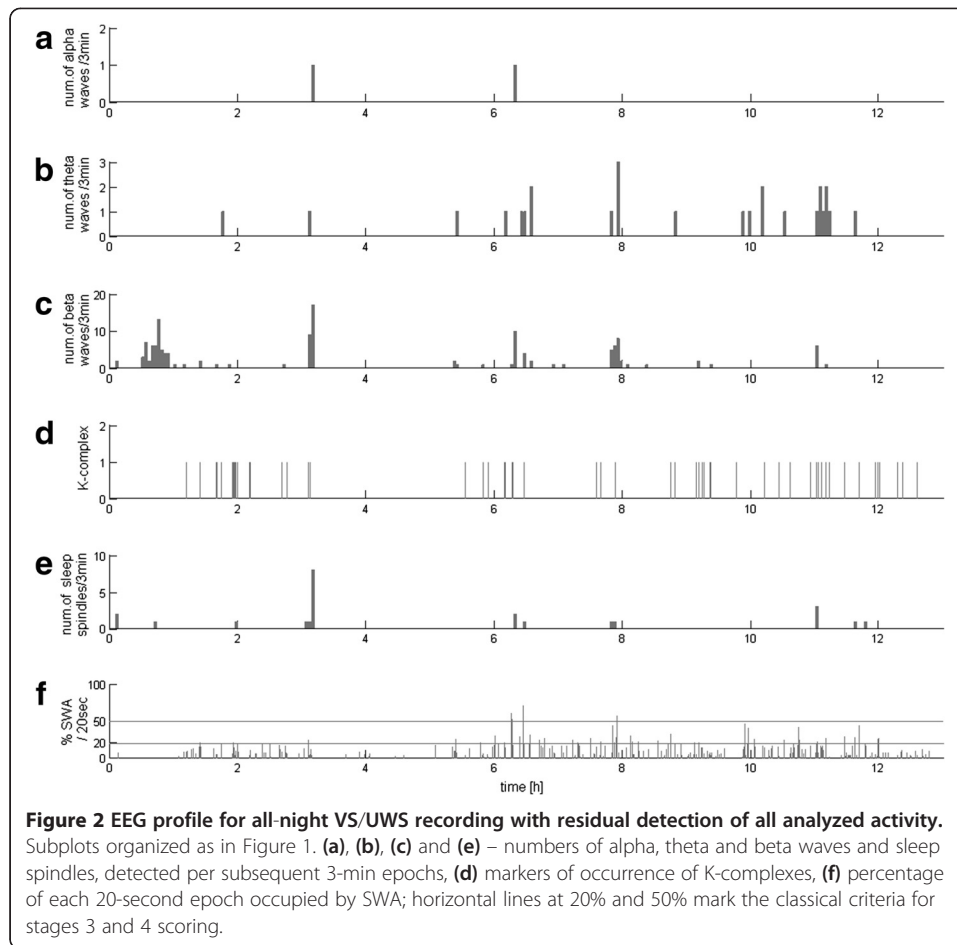 a
num.of alpha
waves /3min
2
1
0
0 2 4 6 8 10 12
b
num.of theta
waves /3min
3
2
1
0
0 2 4 6 8 10 12
c
num.of beta
waves/3min
20
10
0
0 2 4 6 8 10 12
d
K-complex
2
1
0
0 2 4 6 8 10 12
e
num.of sleep
spindles/3min
10
5
0
0 2 4 6 8 10 12
f
% SWA
/ 20sec
100
50
20
0
0 2 4 6 8 10 12
time [h]
Figure 2 EEG profile for all-night VS/UWS recording with residual detection of all analyzed activity.
Subplots organized as in Figure 1. (a), (b), (c) and (e) – numbers of alpha, theta and beta waves and sleep
spindles, detected per subsequent 3-min epochs, (d) markers of occurrence of K-complexes, (f) percentage
of each 20-second epoch occupied by SWA; horizontal lines at 20% and 50% mark the classical criteria for
stages 3 and 4 scoring.